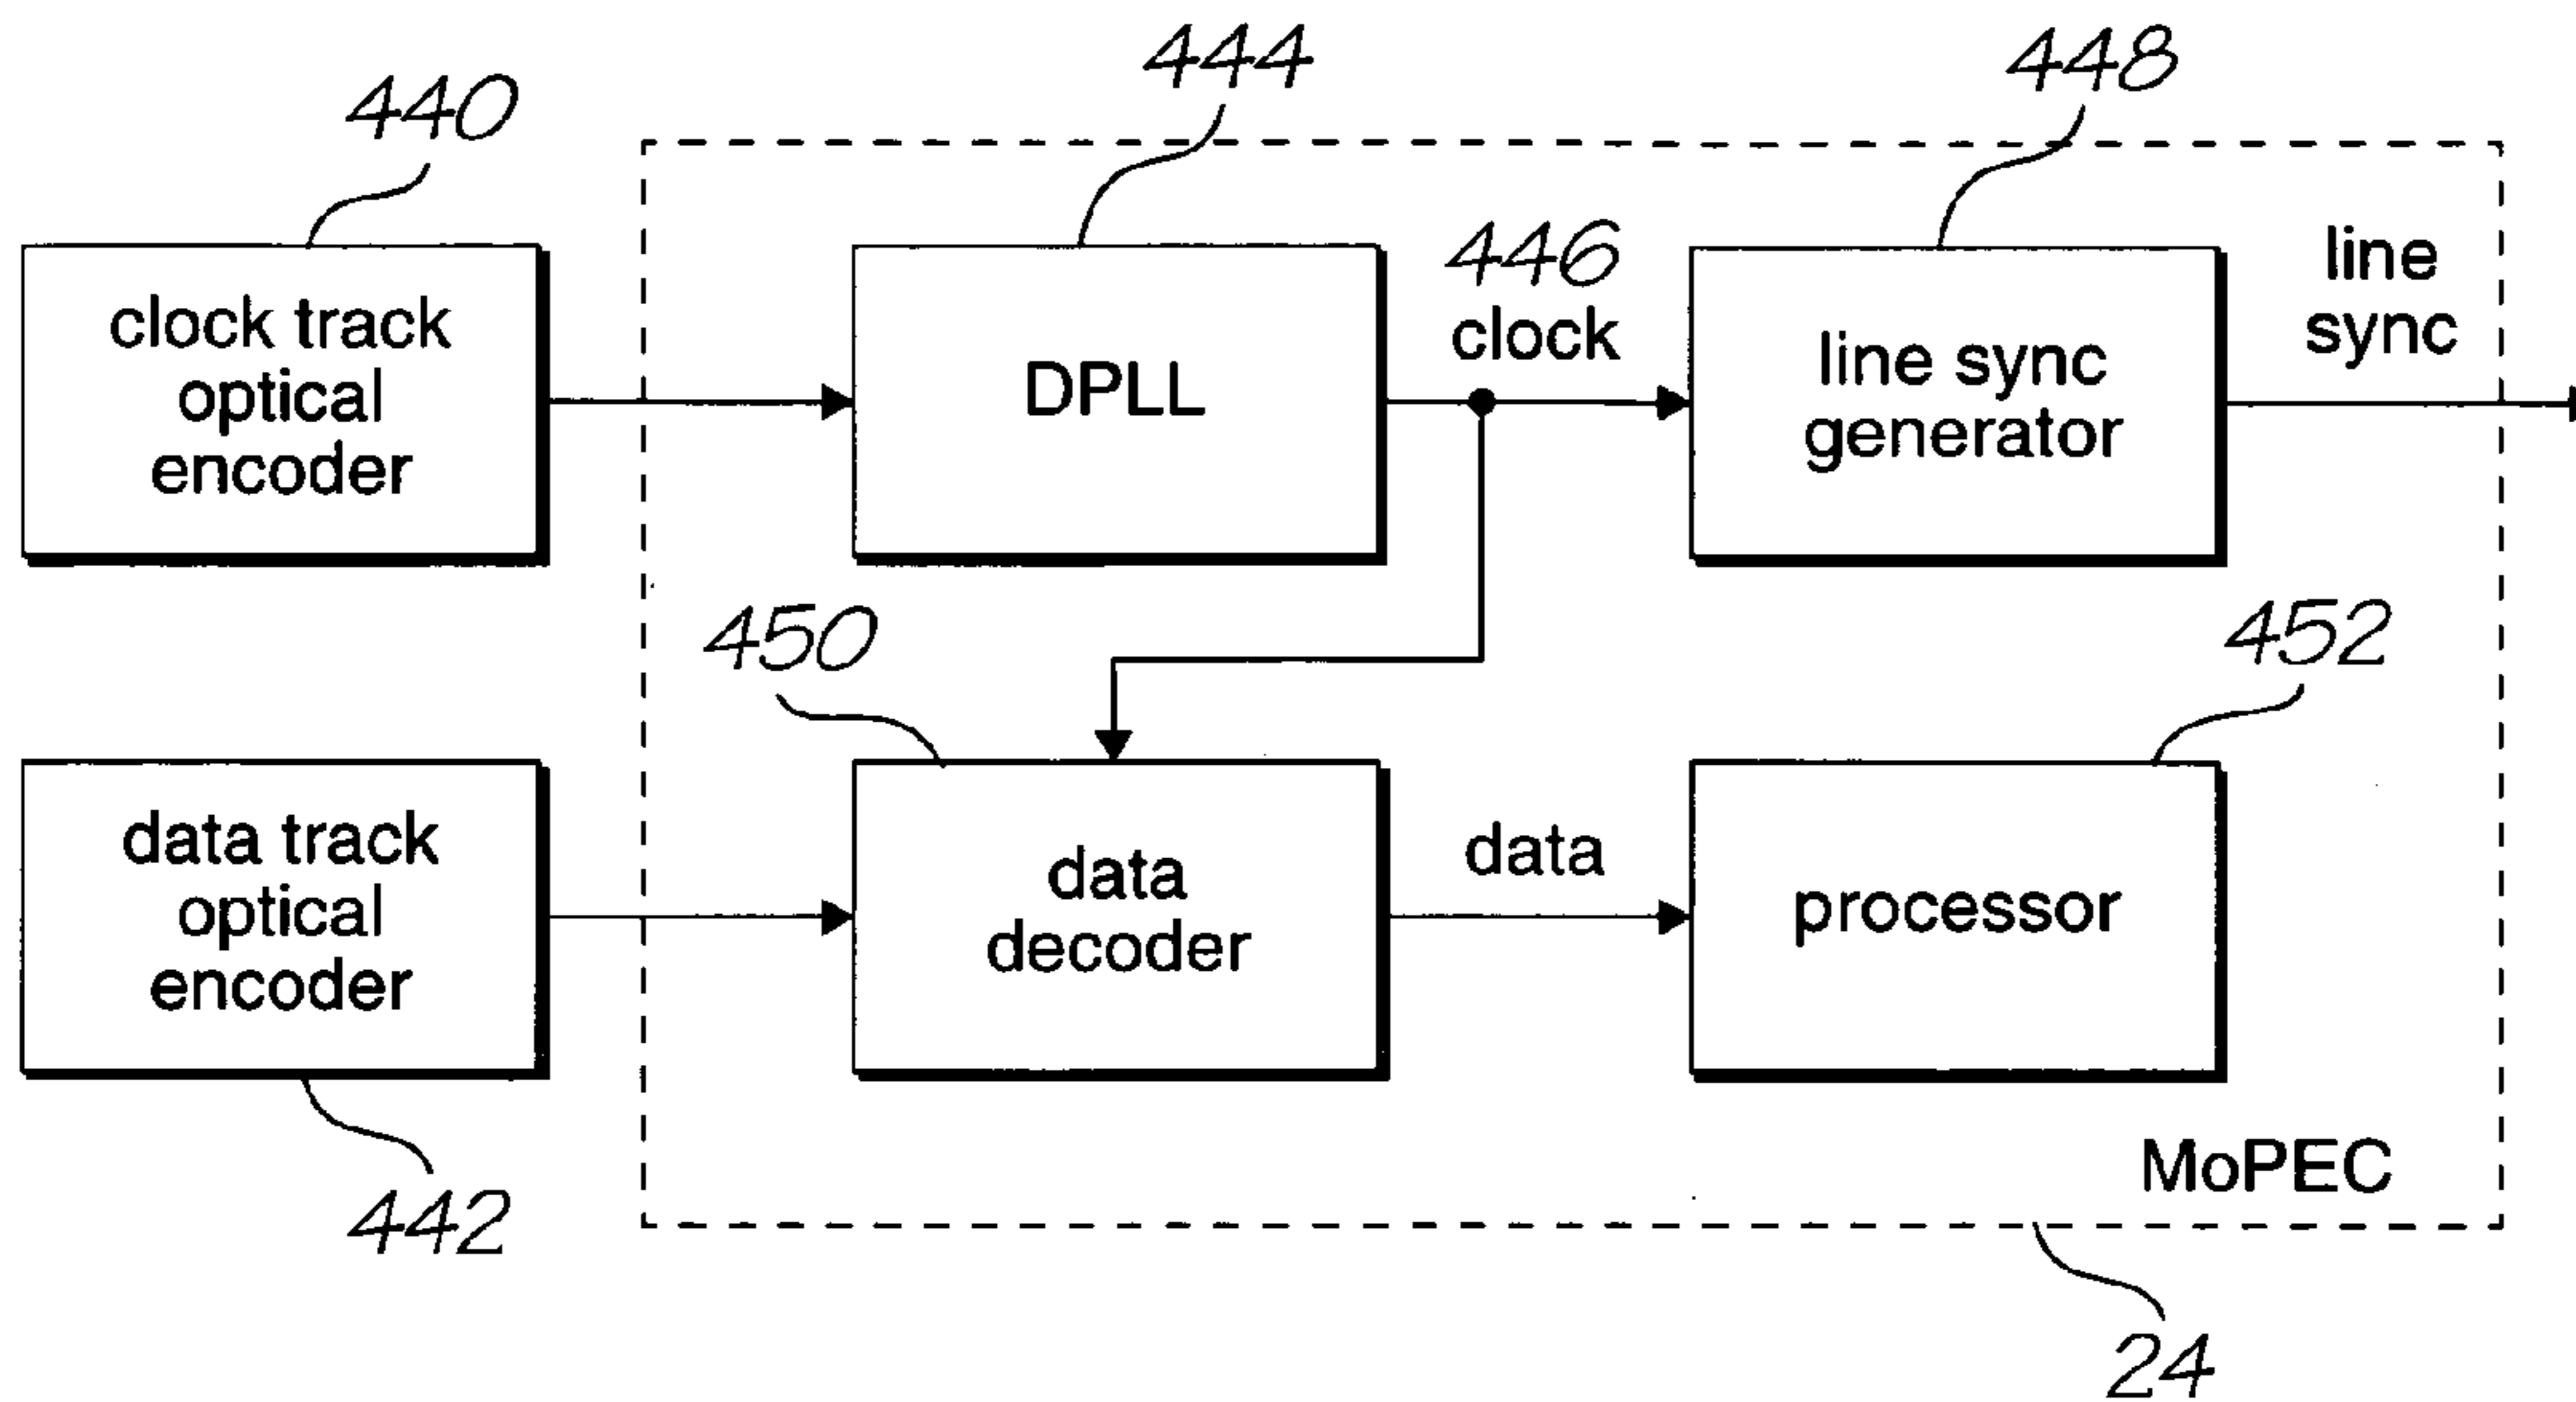 440
444
448
clock track
optical
encoder
DPLL
446
clock
line sync
generator
line
sync
450
452
data track
optical
encoder
data
decoder
data
processor
MoPEC
442
24